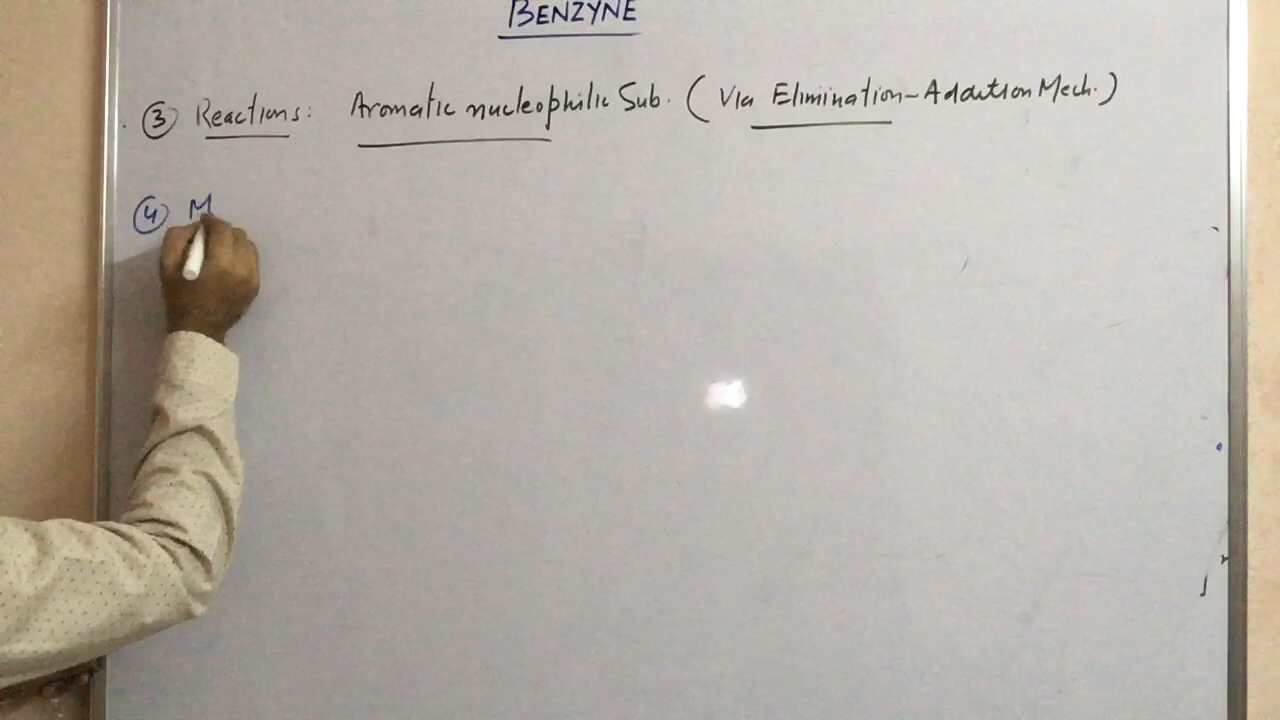 BENZYNE
③ Reactions: Aromatic nucleophilic Sub. (Via Elimination-Addition Mech.)
④ M